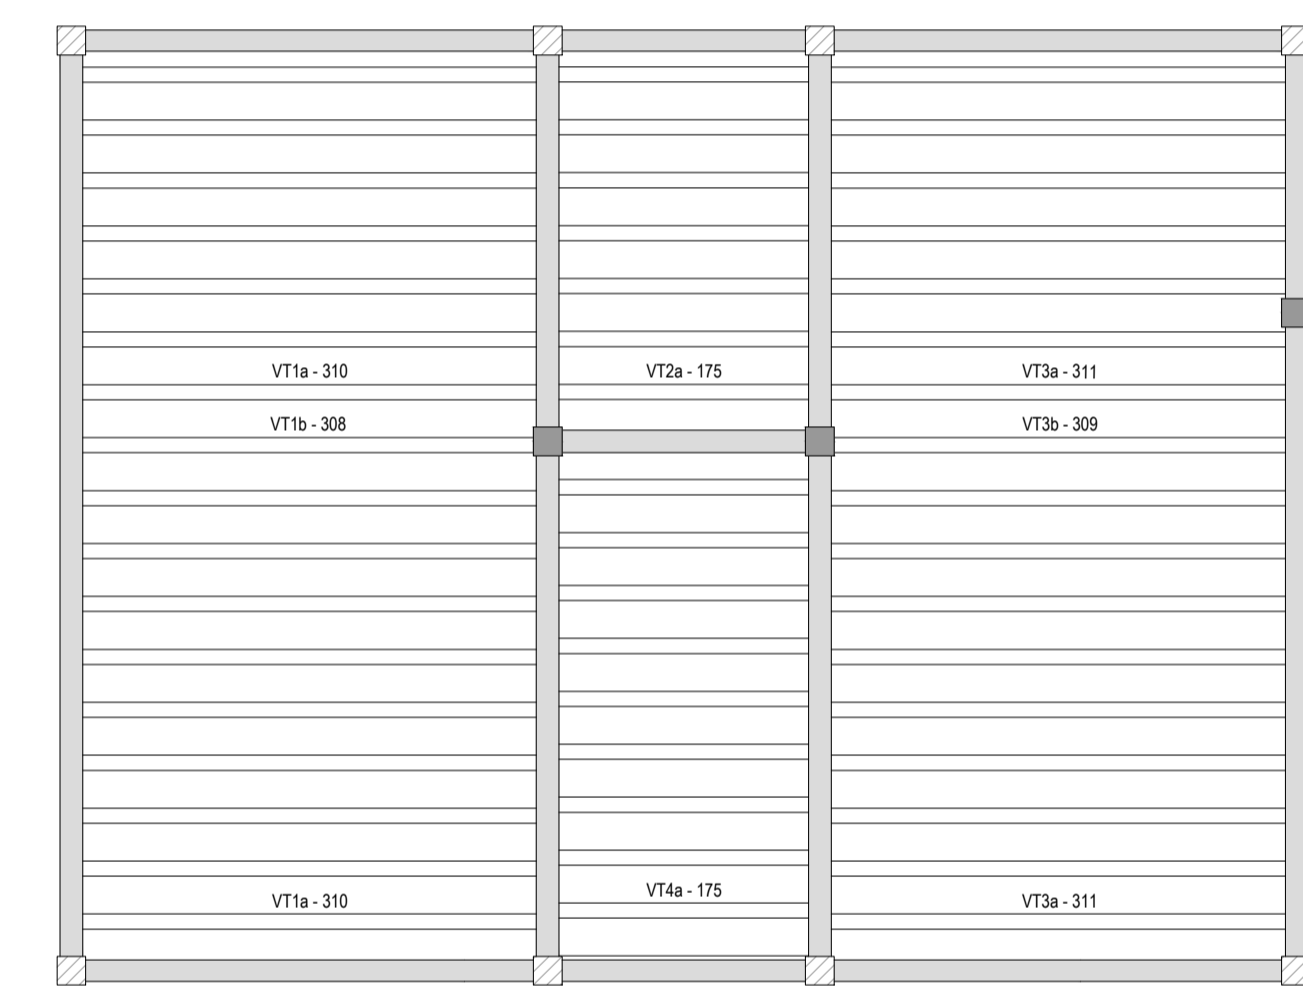 VT1a - 310
VT2a - 175
VT3a - 311
VT1b - 308
VT3b - 309
VT1a - 310
VT4a - 175
VT3a - 311